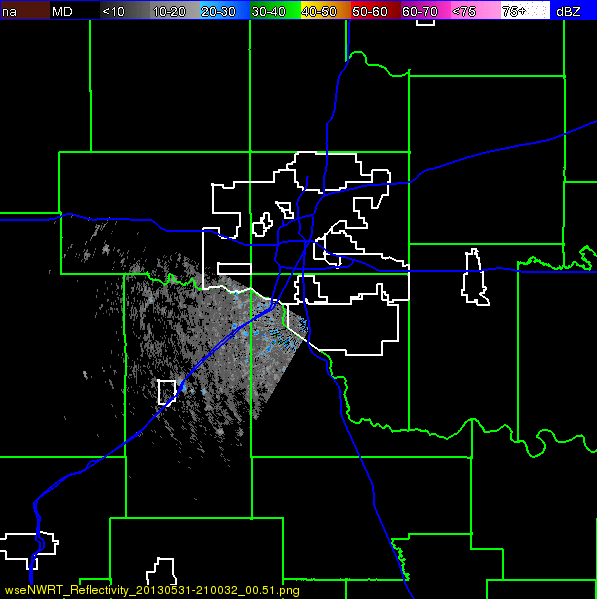 na MD <10 10-20 20-30 30-40 40-50 50-60 60-70 <75 75+ dBZ
wseNWRT_Reflectivity_20130531-210032_00.51.png